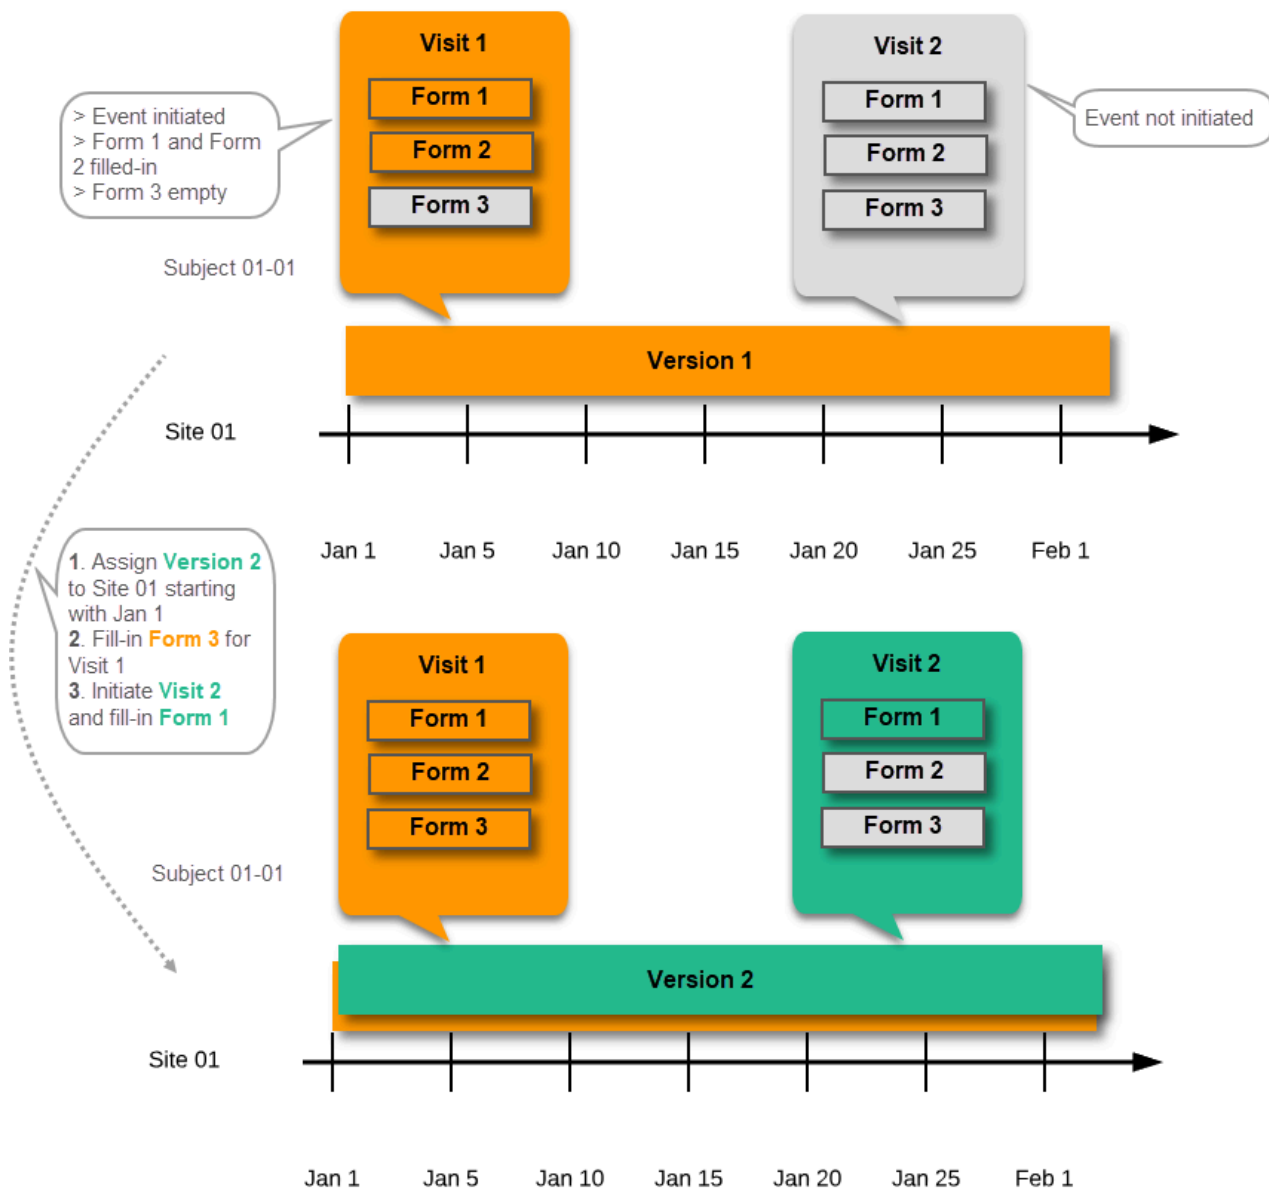 Visit 1
Form 1
Form 2
Form 3
Visit 2
Form 1
Form 2
Form 3
> Event initiated
> Form 1 and Form
2 filled-in
> Form 3 empty
Event not initiated
Subject 01-01
Version 1
Site 01
Jan 1 Jan 5 Jan 10 Jan 15 Jan 20 Jan 25 Feb 1
1. Assign Version 2
to Site 01 starting
with Jan 1
2. Fill-in Form 3 for
Visit 1
3. Initiate Visit 2
and fill-in Form 1
Visit 1
Form 1
Form 2
Form 3
Visit 2
Form 1
Form 2
Form 3
Subject 01-01
Version 2
Site 01
Jan 1 Jan 5 Jan 10 Jan 15 Jan 20 Jan 25 Feb 1